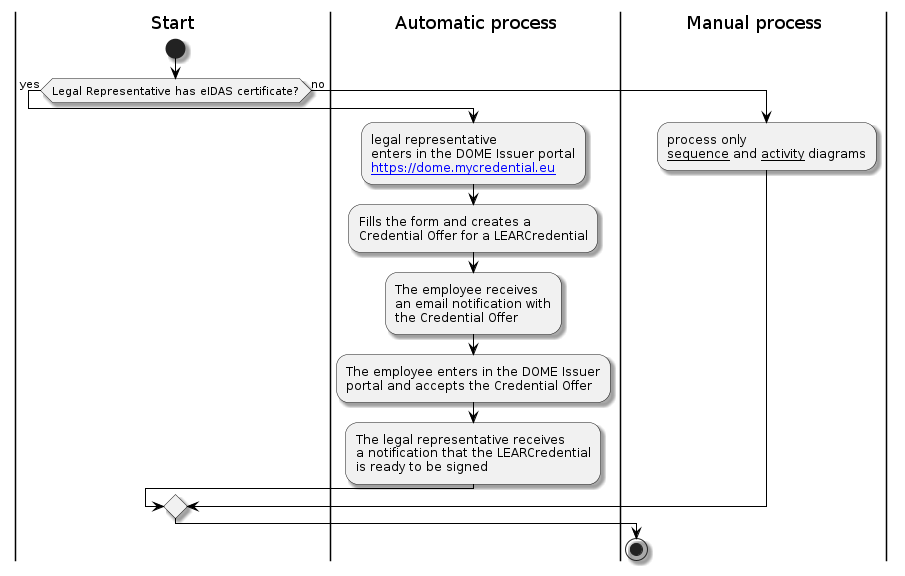 Start
Automatic process
Manual process
yes
Legal Representative has eIDAS certificate?
no
legal representative
enters in the DOME Issuer portal
https://dome.mycredential.eu
process only
sequence and activity diagrams
Fills the form and creates a
Credential Offer for a LEARCredential
The employee receives
an email notification with
the Credential Offer
The employee enters in the DOME Issuer
portal and accepts the Credential Offer
The legal representative receives
a notification that the LEARCredential
is ready to be signed